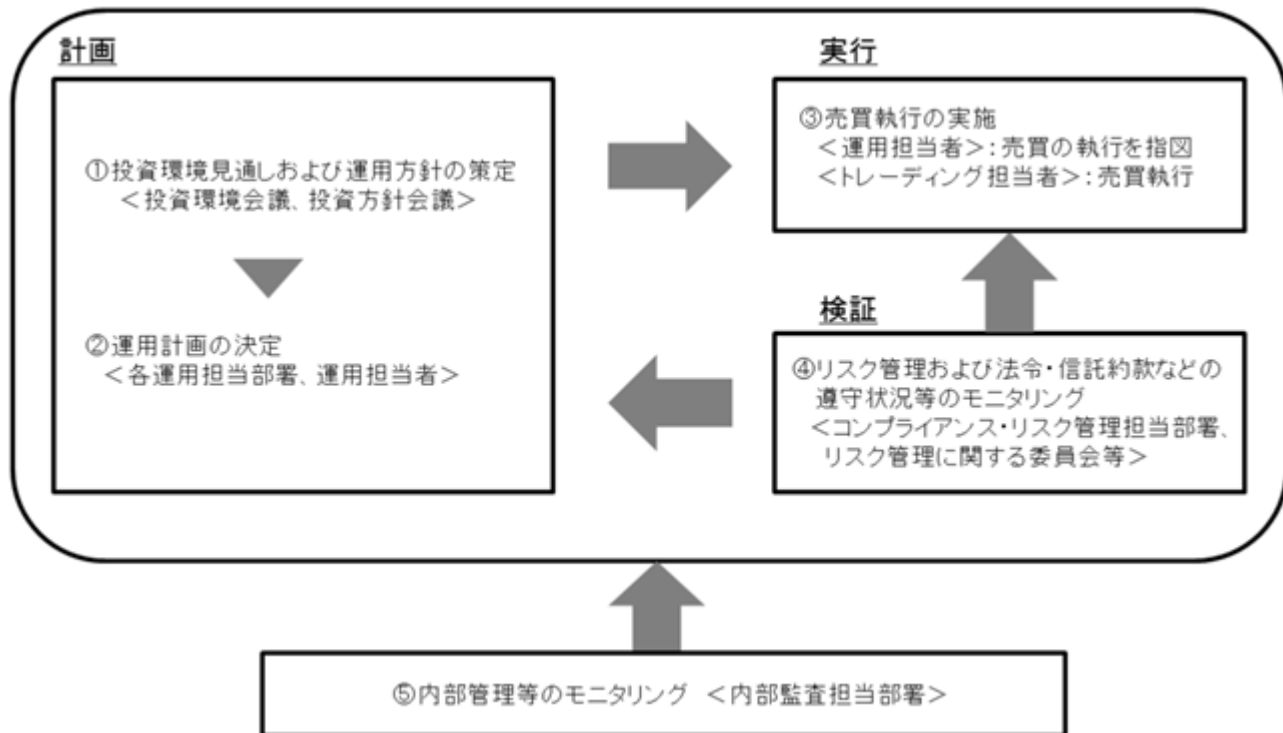 計画
①投資環境見通しおよび運用方針の策定
＜投資環境会議、投資方針会議＞
②運用計画の決定
＜各運用担当部署、運用担当者＞
実行
③売買執行の実施
＜運用担当者＞：売買の執行を指図
＜トレーディング担当者＞：売買執行
検証
④リスク管理および法令・信託約款などの
遵守状況等のモニタリング
＜コンプライアンス・リスク管理担当部署、
リスク管理に関する委員会等＞
⑤内部管理等のモニタリング ＜内部監査担当部署＞